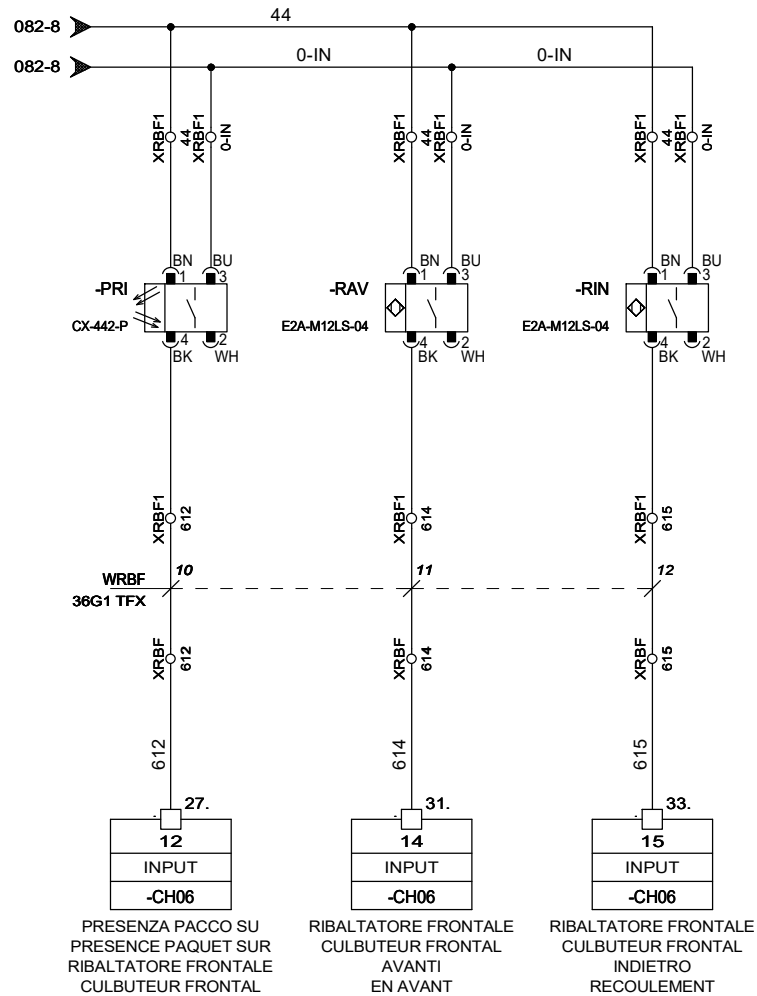 082-8
44
082-8
0-IN
0-IN
XRBF1
44
XRBF1
0-IN
XRBF1
44
XRBF1
0-IN
XRBF1
44
XRBF1
0-IN
BN
BU
1
3
-PRI
CX-442-P
4
2
BK
WH
BN
BU
1
3
-RAV
E2A-M12LS-04
4
2
BK
WH
BN
BU
1
3
-RIN
E2A-M12LS-04
4
2
BK
WH
XRBF1
612
XRBF1
614
XRBF1
615
WRBF
36G1 TFX
10
11
12
XRBF
612
XRBF
614
XRBF
615
612
614
615
27.
12
INPUT
-CH06
PRESENZA PACCO SU
PRESENCE PAQUET SUR
RIBALTATORE FRONTALE
CULBUTEUR FRONTAL
31.
14
INPUT
-CH06
RIBALTATORE FRONTALE
CULBUTEUR FRONTAL
AVANTI
EN AVANT
33.
15
INPUT
-CH06
RIBALTATORE FRONTALE
CULBUTEUR FRONTAL
INDIETRO
RECOULEMENT